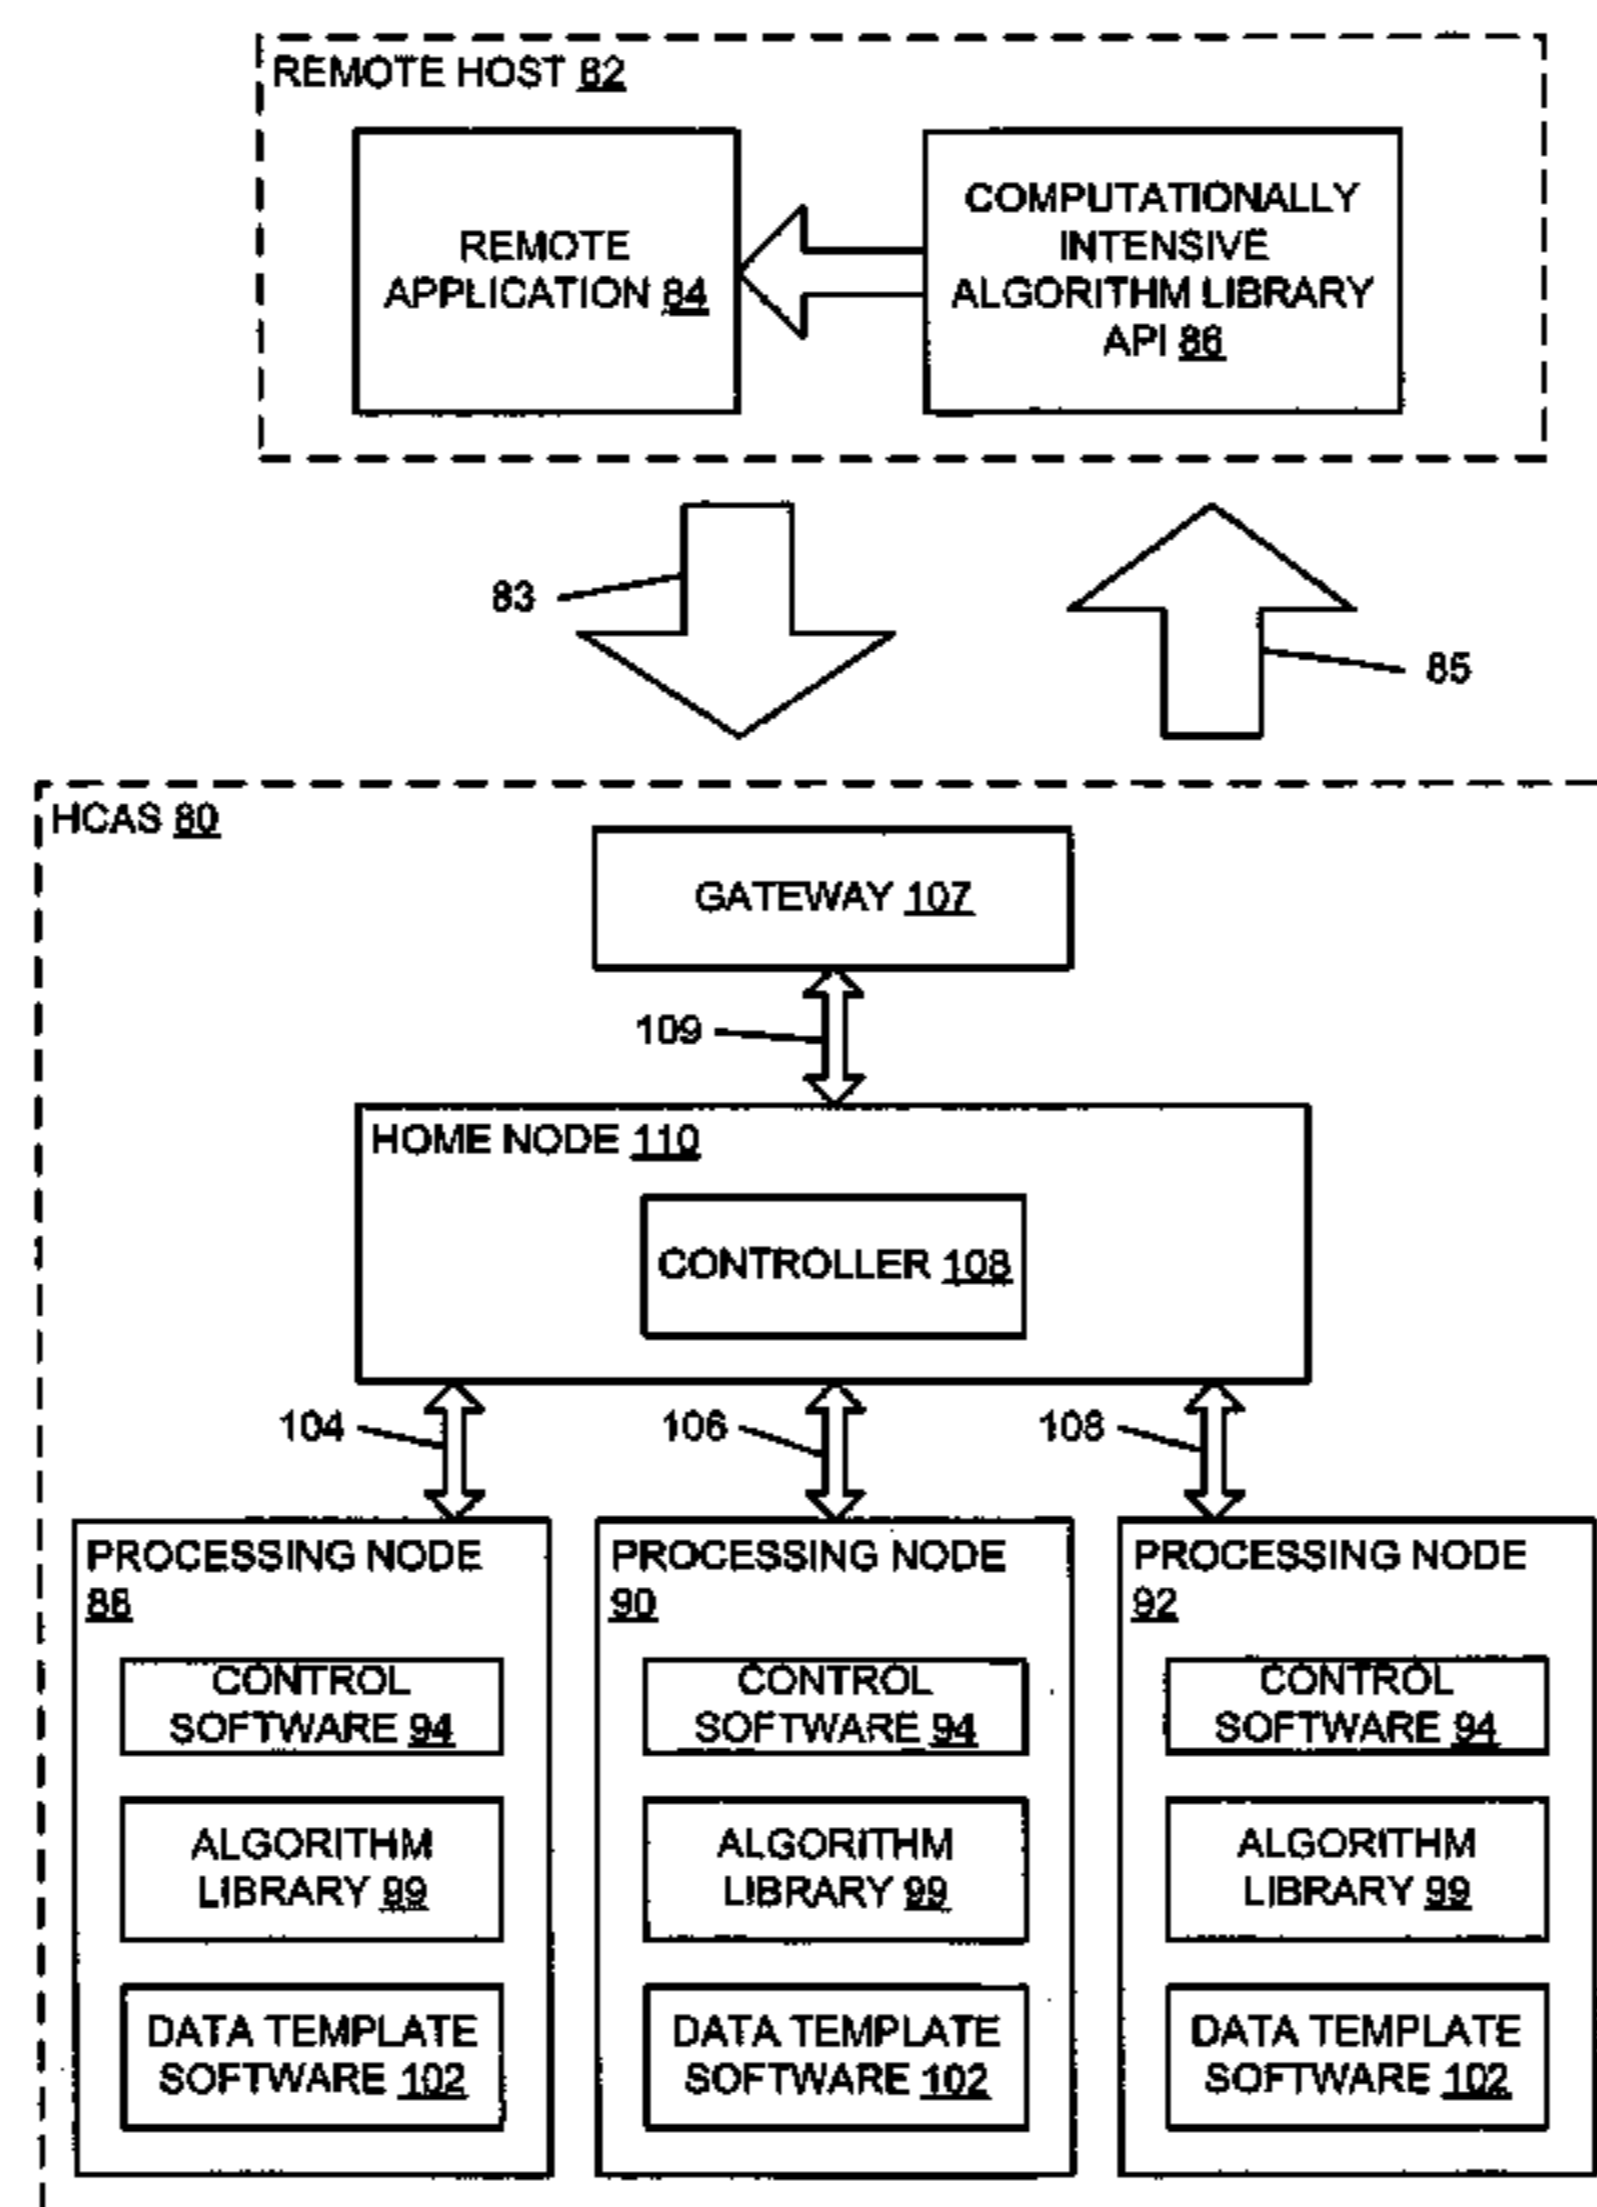 REMOTE HOST 82
REMOTE
APPLICATION 84
COMPUTATIONALLY
INTENSIVE
ALGORITHM LIBRARY
API 86
83
85
HCAS 80
GATEWAY 107
109
HOME NODE 110
CONTROLLER 108
104
106
108
PROCESSING NODE
88
CONTROL
SOFTWARE 94
ALGORITHM
LIBRARY 99
DATA TEMPLATE
SOFTWARE 102
PROCESSING NODE
90
CONTROL
SOFTWARE 94
ALGORITHM
LIBRARY 99
DATA TEMPLATE
SOFTWARE 102
PROCESSING NODE
92
CONTROL
SOFTWARE 94
ALGORITHM
LIBRARY 99
DATA TEMPLATE
SOFTWARE 102